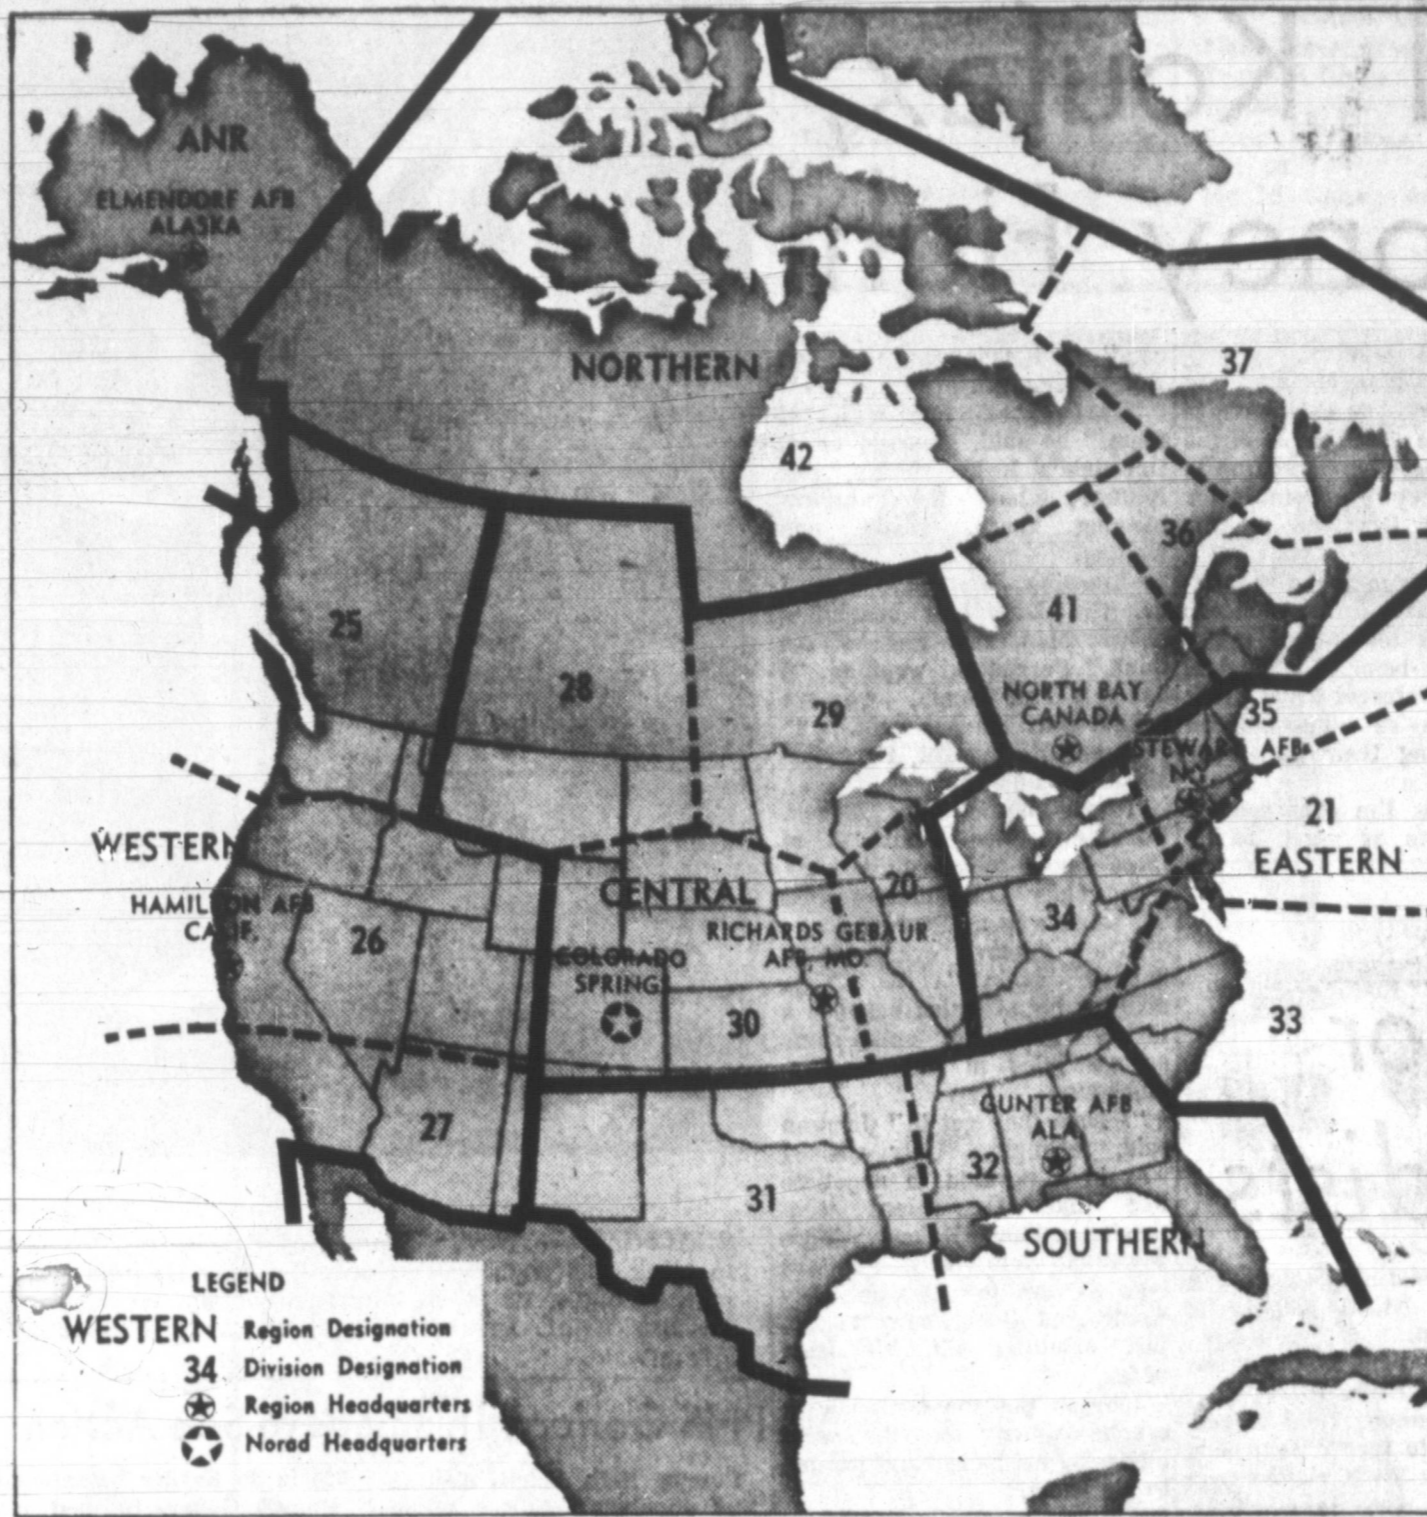 ANR
ELMENDORF AFB
ALASKA
NORTHERN
37
42
36
25
41
28
29
NORTH BAY
CANADA
35
STEWART AFB
N.Y.
21
WESTERN
EASTERN
20
CENTRAL
HAMILTON AFB
CALIF.
34
26
RICHARDS GEBAUR
AFB, MO.
COLORADO
SPRINGS
30
33
GUNTER AFB
ALA.
27
32
31
SOUTHERN
LEGEND
WESTERN Region Designation
34 Division Designation
Region Headquarters
Norad Headquarters